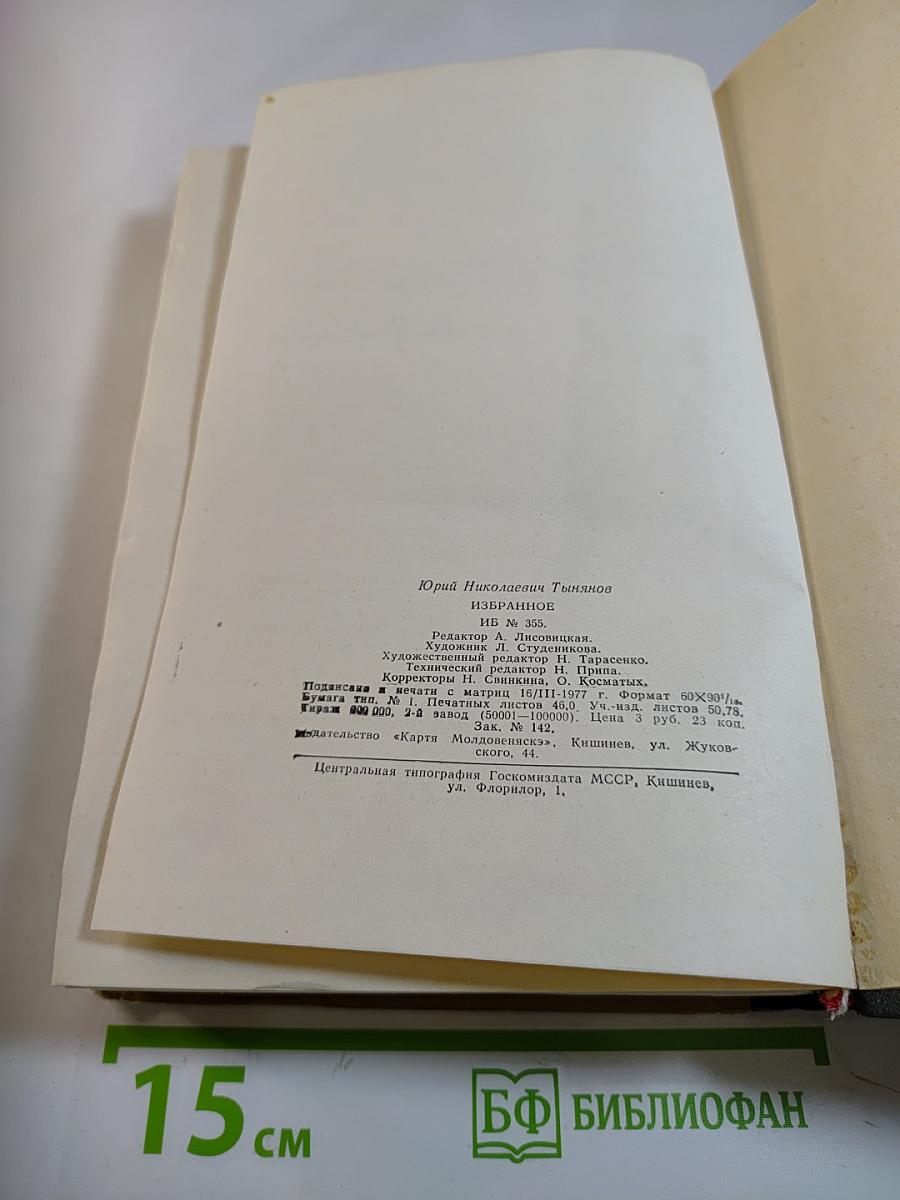 Юрий Николаевич Тынянов
ИЗБРАННОЕ
ИБ № 355.
Редактор А. Лисовицкая.
Художник Л. Студеникова.
Художественный редактор Н. Тарасенко.
Технический редактор Н. Припа.
Корректоры Н. Свинкина, О. Косматых.
Подписано к печати с матриц 16/III-1977 г. Формат 60X90¹/₁₆.
Бумага тип. № 1. Печатных листов 46,0. Уч.-изд. листов 50,78.
Тираж 000, 2-й завод (50001—100000). Цена 3 руб. 23 коп.
Зак. № 142.
Издательство «Картя Молдовеняскэ», Кишинев, ул. Жуков-
ского, 44.
Центральная типография Госкомиздата МССР, Кишинев,
ул. Флорилор, 1.
15 см
БФ БИБЛИОФАН